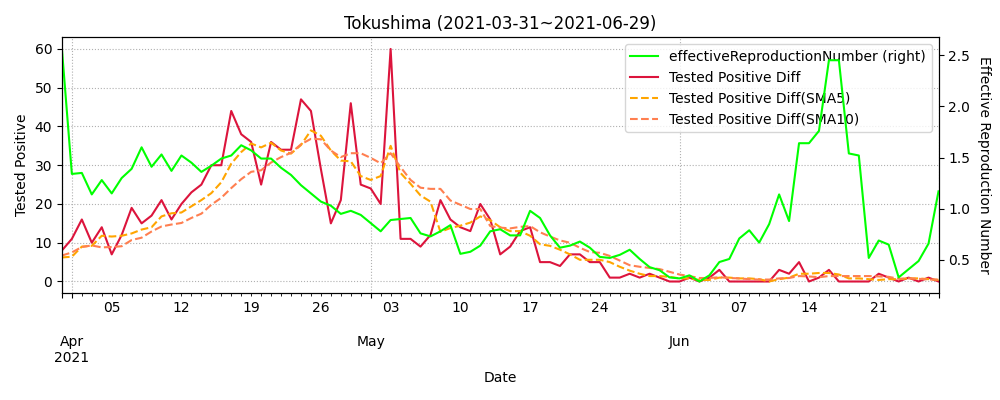 Tokushima (2021-03-31~2021-06-29)
effectiveReproductionNumber (right)
Tested Positive Diff
Tested Positive Diff(SMA5)
Tested Positive Diff(SMA10)
Tested Positive
60
50
40
30
20
10
0
2.5
2.0
1.5
1.0
0.5
Effective Reproduction Number
05 12 19 26 03 10 17 24 07 14 21
Apr May Jun
2021
Date